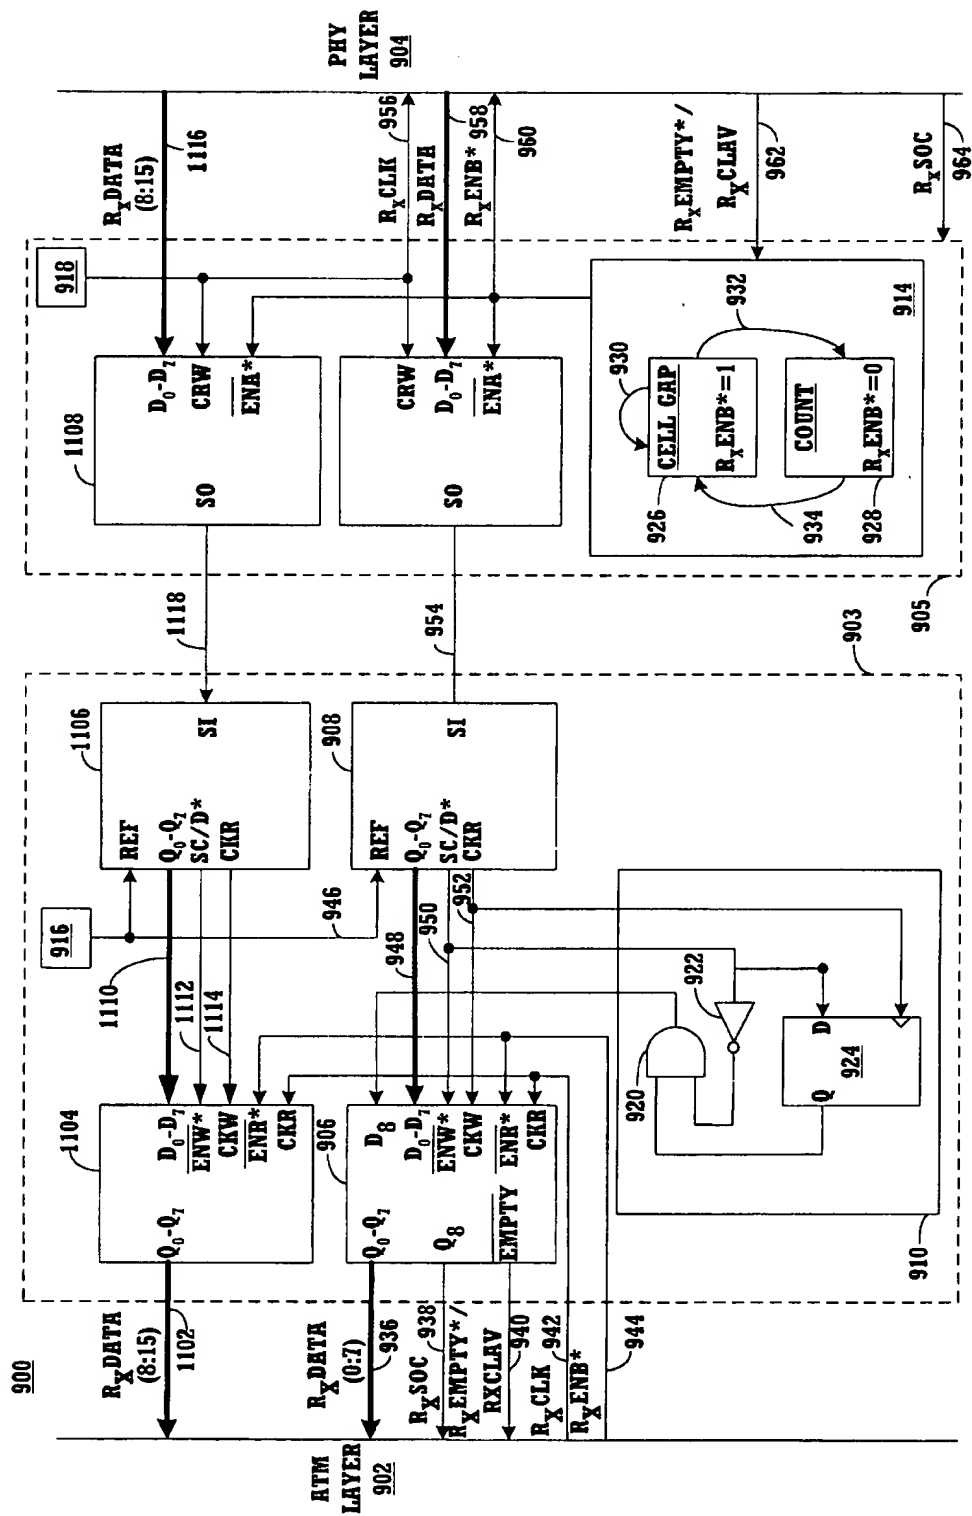 900
ATM
LAYER
902
RXDATA
(8:15)
1102
RXDATA
(0:7)
936
RXSOC
938
RXEMPTY*/
RXCLAV
940
RXCLK
942
RXENB*
944
1104
Q0-Q7
D0-D7
ENW*
CKW
ENR*
CKR
906
Q0-Q7
Q8
EMPTY
D8
D0-D7
ENW*
CKW
ENR*
CKR
1110
1112
1114
916
946
948
950
952
1106
REF
Q0-Q7
SC/D*
CKR
SI
908
REF
Q0-Q7
SC/D*
CKR
SI
910
920
922
924
D
Q
903
1118
954
905
1108
SO
D0-D7
CRW
ENA*
SO
CRW
D0-D7
ENA*
918
914
926
CELL GAP
RXENB*=1
930
932
COUNT
RXENB*=0
928
934
RXDATA
(8:15)
1116
RXCLK
956
RXDATA
958
RXENB*
960
RXEMPTY*/
RXCLAV
962
RXSOC
964
PHY
LAYER
904